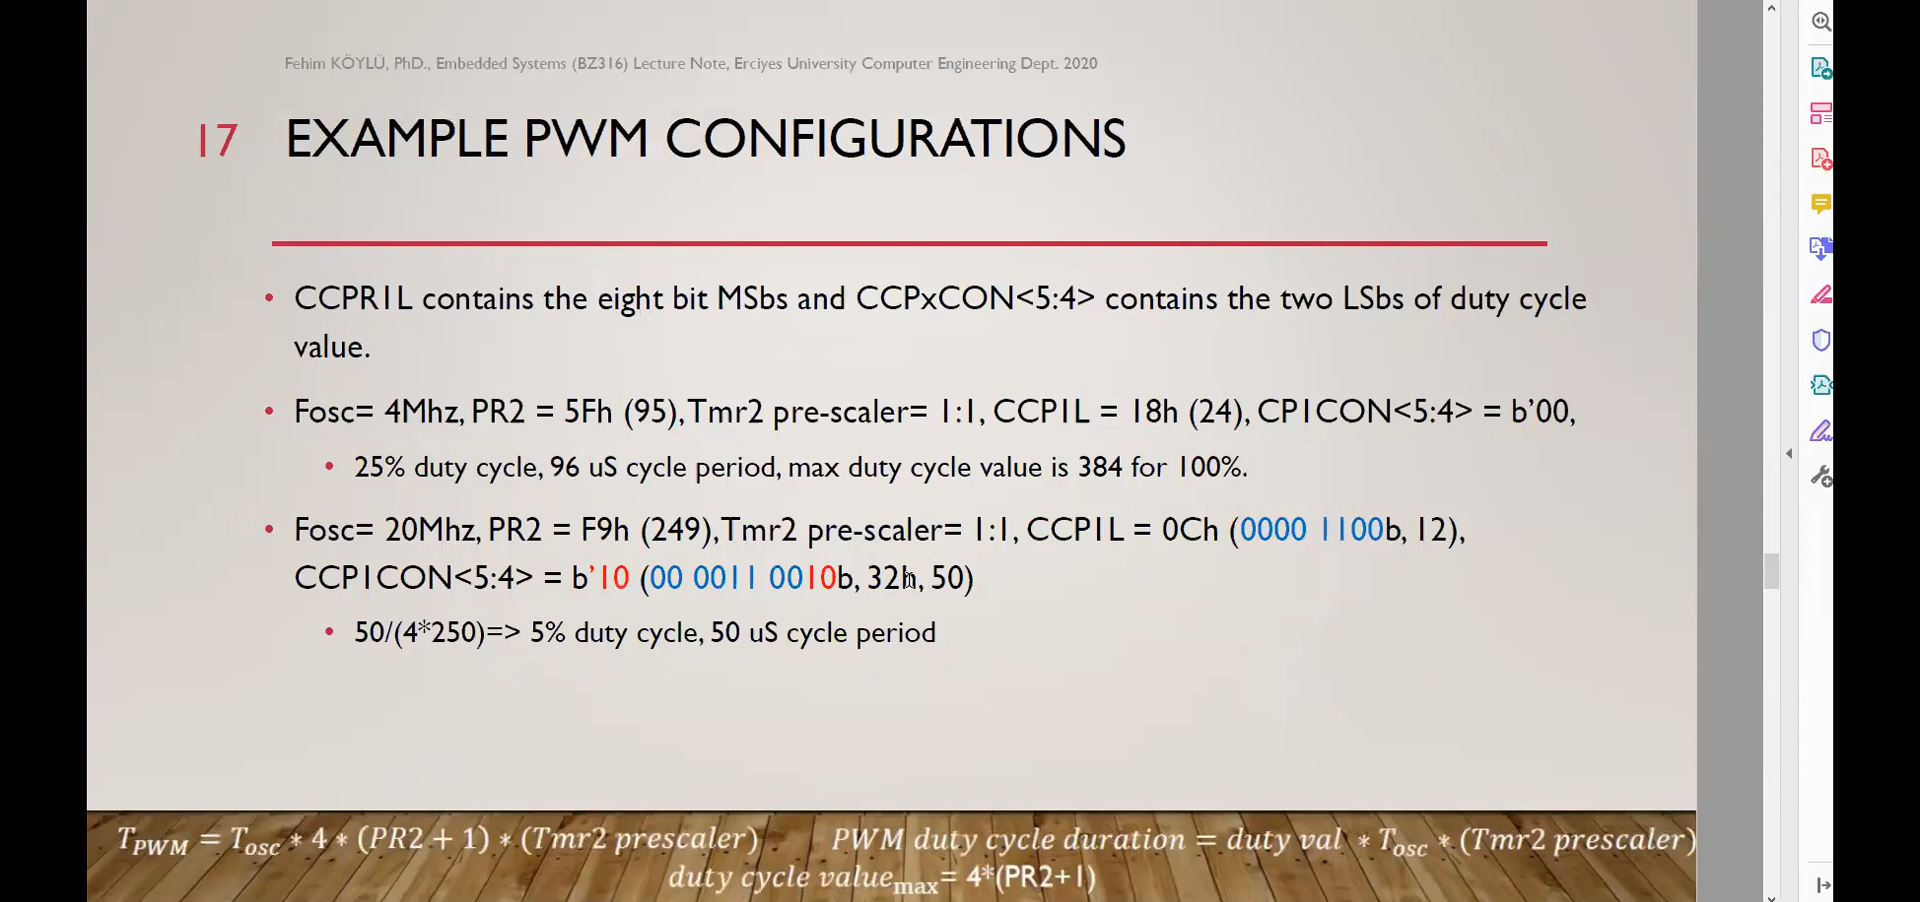 Fehim KÖYLÜ, PhD., Embedded Systems (BZ316) Lecture Note, Erciyes University Computer Engineering Dept. 2020
17 EXAMPLE PWM CONFIGURATIONS
• CCPR1L contains the eight bit MSbs and CCPxCON<5:4> contains the two LSbs of duty cycle
value.
• Fosc= 4Mhz, PR2 = 5Fh (95),Tmr2 pre-scaler= 1:1, CCP1L = 18h (24), CP1CON<5:4> = b’00,
• 25% duty cycle, 96 uS cycle period, max duty cycle value is 384 for 100%.
• Fosc= 20Mhz, PR2 = F9h (249),Tmr2 pre-scaler= 1:1, CCP1L = 0Ch (0000 1100b, 12),
CCP1CON<5:4> = b’10 (00 0011 0010b, 32h, 50)
• 50/(4*250)=> 5% duty cycle, 50 uS cycle period
T_PWM = T_osc * 4 * (PR2 + 1) * (Tmr2 prescaler) PWM duty cycle duration = duty val * T_osc * (Tmr2 prescaler)
duty cycle value_max= 4*(PR2+1)